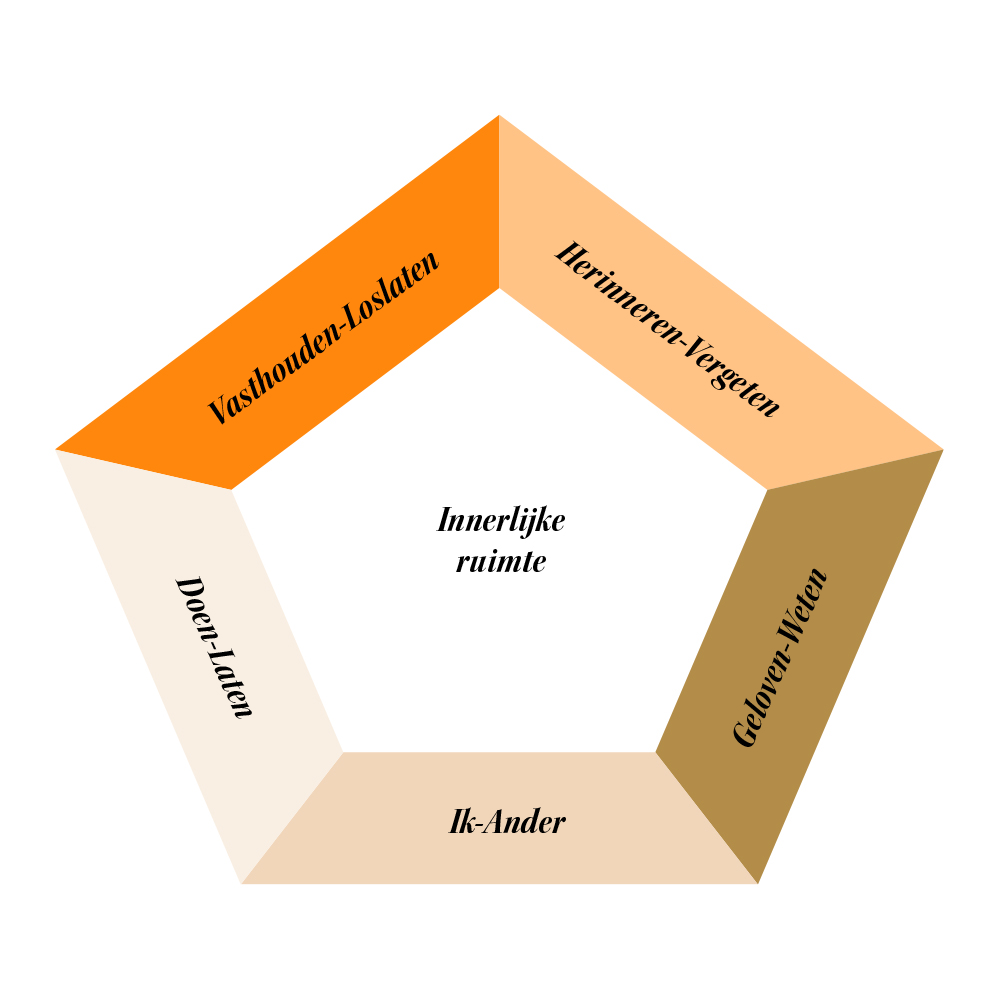 Vasthouden-Loslaten
Herinneren-Vergeten
Innerlijke
ruimte
Doen-Laten
Geloven-Weten
Ik-Ander